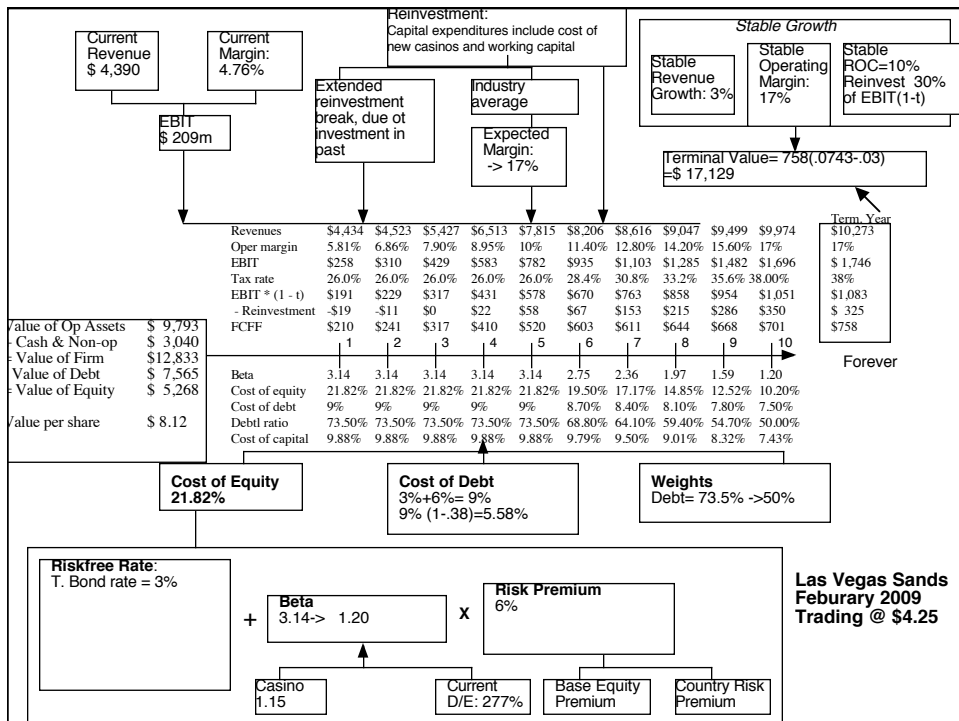 Reinvestment:
Capital expenditures include cost of
new casinos and working capital
Current
Revenue
$ 4,390
Current
Margin:
4.76%
Stable Growth
Stable
Revenue
Growth: 3%
Stable
Operating
Margin:
17%
Stable
ROC=10%
Reinvest 30%
of EBIT(1-t)
Extended
reinvestment
break, due ot
investment in
past
Industry
average
EBIT
$ 209m
Expected
Margin:
-> 17%
Terminal Value= 758(.0743-.03)
=$ 17,129
Term. Year
Revenues $4,434 $4,523 $5,427 $6,513 $7,815 $8,206 $8,616 $9,047 $9,499 $9,974 $10,273
Oper margin 5.81% 6.86% 7.90% 8.95% 10% 11.40% 12.80% 14.20% 15.60% 17% 17%
EBIT $258 $310 $429 $583 $782 $935 $1,103 $1,285 $1,482 $1,696 $ 1,746
Tax rate 26.0% 26.0% 26.0% 26.0% 26.0% 28.4% 30.8% 33.2% 35.6% 38.00% 38%
EBIT * (1 - t) $191 $229 $317 $431 $578 $670 $763 $858 $954 $1,051 $1,083
- Reinvestment -$19 -$11 $0 $22 $58 $67 $153 $215 $286 $350 $ 325
FCFF $210 $241 $317 $410 $520 $603 $611 $644 $668 $701 $758
1 2 3 4 5 6 7 8 9 10
Forever
Value of Op Assets $ 9,793
- Cash & Non-op $ 3,040
= Value of Firm $12,833
Value of Debt $ 7,565
= Value of Equity $ 5,268
Value per share $ 8.12
Beta 3.14 3.14 3.14 3.14 3.14 2.75 2.36 1.97 1.59 1.20
Cost of equity 21.82% 21.82% 21.82% 21.82% 21.82% 19.50% 17.17% 14.85% 12.52% 10.20%
Cost of debt 9% 9% 9% 9% 9% 8.70% 8.40% 8.10% 7.80% 7.50%
Debtl ratio 73.50% 73.50% 73.50% 73.50% 73.50% 68.80% 64.10% 59.40% 54.70% 50.00%
Cost of capital 9.88% 9.88% 9.88% 9.88% 9.88% 9.79% 9.50% 9.01% 8.32% 7.43%
Cost of Equity
21.82%
Cost of Debt
3%+6%= 9%
9% (1-.38)=5.58%
Weights
Debt= 73.5% ->50%
Riskfree Rate:
T. Bond rate = 3%
+
Beta
3.14-> 1.20
X
Risk Premium
6%
Las Vegas Sands
Feburary 2009
Trading @ $4.25
Casino
1.15
Current
D/E: 277%
Base Equity
Premium
Country Risk
Premium